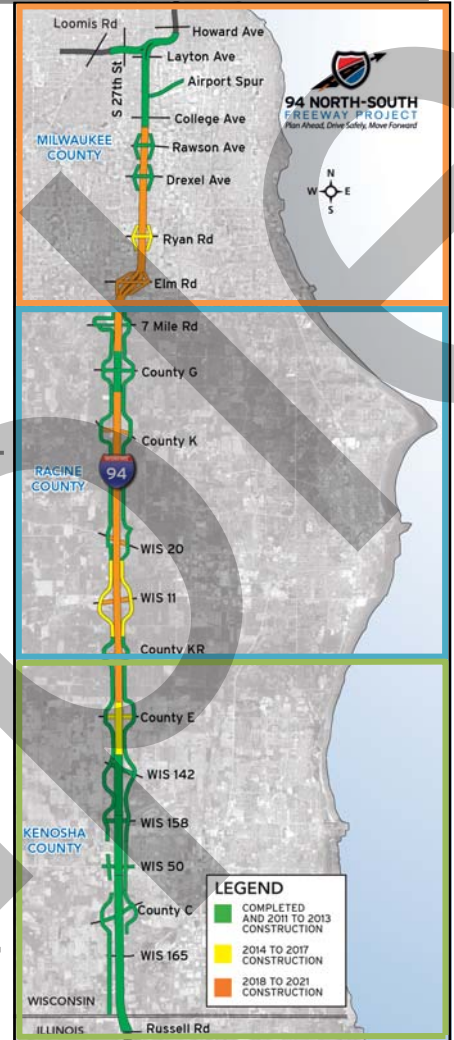 Loomis Rd
Howard Ave
S 27th St
Layton Ave
Airport Spur
College Ave
94 NORTH-SOUTH
FREEWAY PROJECT
Plan Ahead, Drive Safely, Move Forward
MILWAUKEE
COUNTY
Rawson Ave
Drexel Ave
N
W
E
S
Ryan Rd
Elm Rd
7 Mile Rd
County G
County K
RACINE
COUNTY
94
WIS 20
WIS 11
County KR
County E
WIS 142
WIS 158
KENOSHA
COUNTY
WIS 50
County C
WIS 165
LEGEND
COMPLETED
AND 2011 TO 2013
CONSTRUCTION
2014 TO 2017
CONSTRUCTION
2018 TO 2021
CONSTRUCTION
WISCONSIN
ILLINOIS
Russell Rd